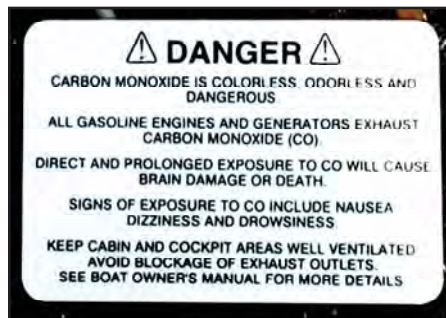 ⚠ DANGER ⚠
CARBON MONOXIDE IS COLORLESS, ODORLESS AND
DANGEROUS
ALL GASOLINE ENGINES AND GENERATORS EXHAUST
CARBON MONOXIDE (CO)
DIRECT AND PROLONGED EXPOSURE TO CO WILL CAUSE
BRAIN DAMAGE OR DEATH.
SIGNS OF EXPOSURE TO CO INCLUDE NAUSEA
DIZZINESS AND DROWSINESS
KEEP CABIN AND COCKPIT AREAS WELL VENTILATED
AVOID BLOCKAGE OF EXHAUST OUTLETS.
SEE BOAT OWNER'S MANUAL FOR MORE DETAILS